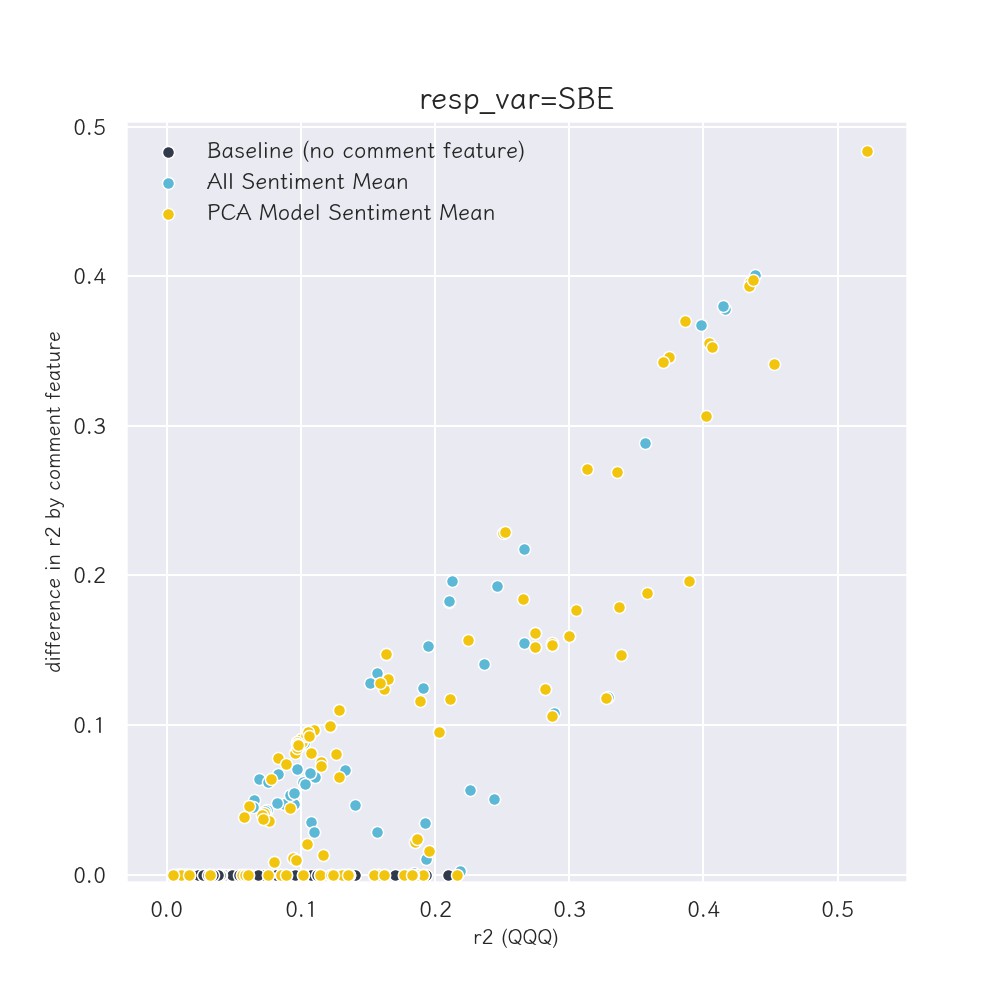 resp_var=SBE
Baseline (no comment feature)
All Sentiment Mean
PCA Model Sentiment Mean
difference in r2 by comment feature
0.5
0.4
0.3
0.2
0.1
0.0
0.0 0.1 0.2 0.3 0.4 0.5
r2 (QQQ)